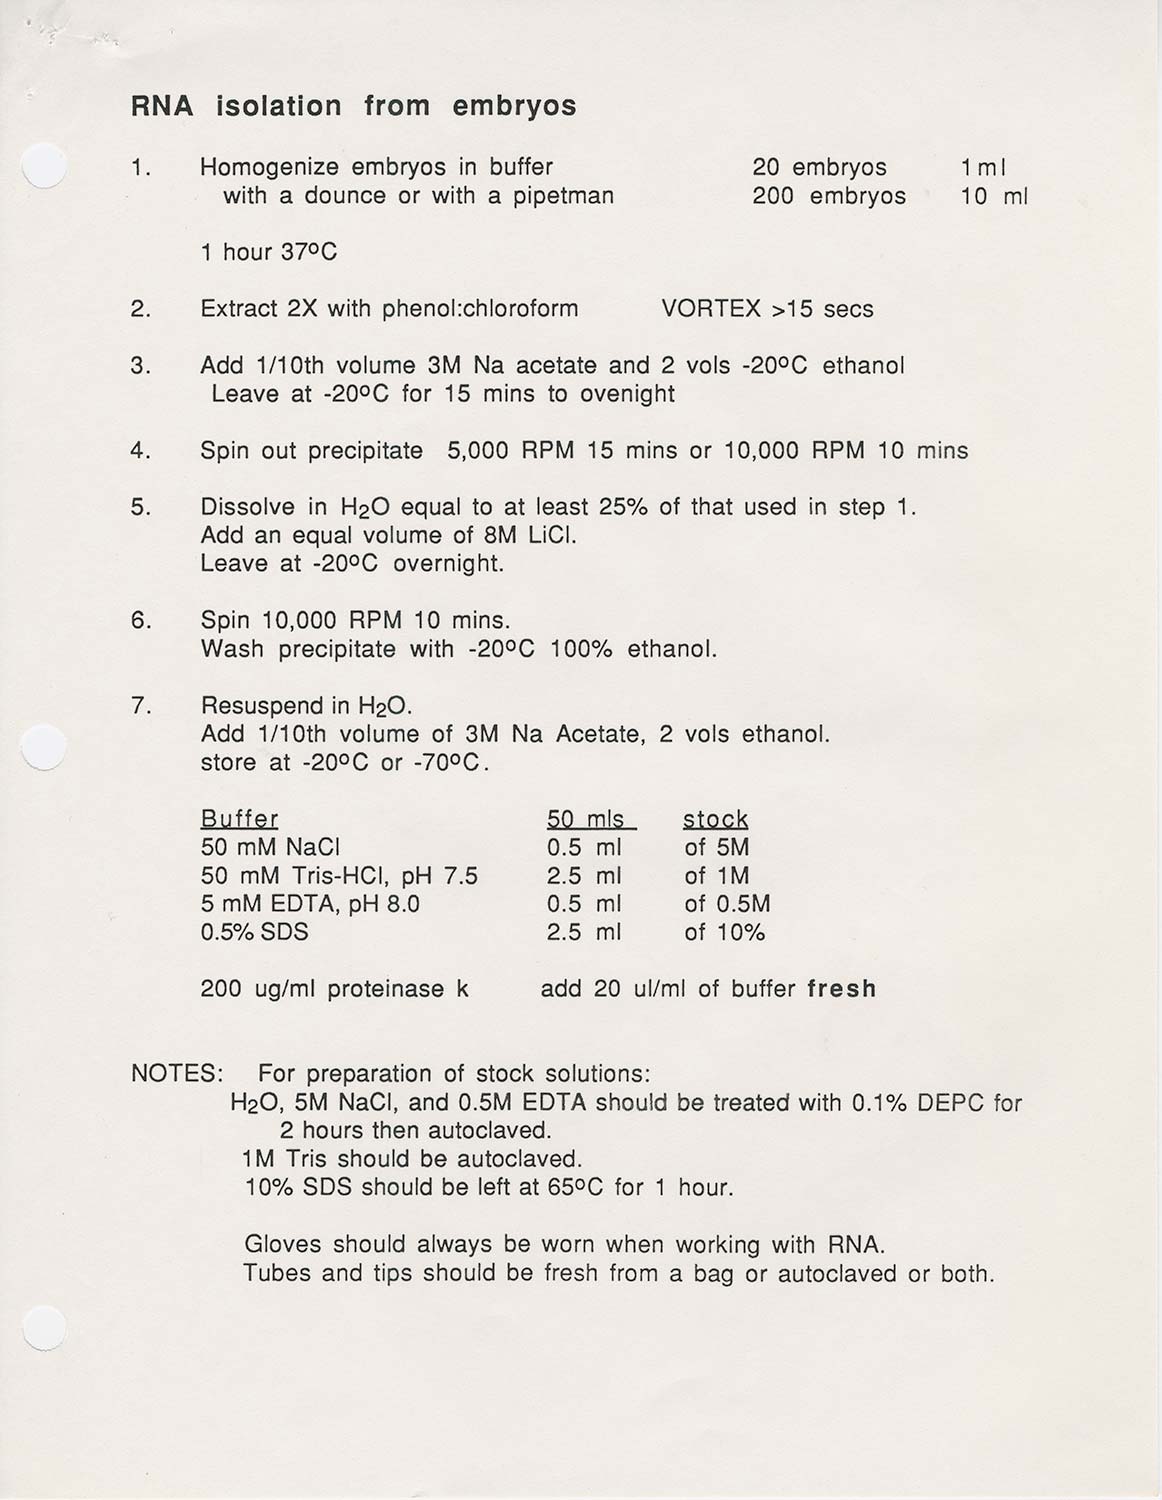 RNA isolation from embryos
1. Homogenize embryos in buffer 20 embryos 1 ml
with a dounce or with a pipetman 200 embryos 10 ml
1 hour 37ºC
2. Extract 2X with phenol:chloroform VORTEX >15 secs
3. Add 1/10th volume 3M Na acetate and 2 vols -20ºC ethanol
Leave at -20ºC for 15 mins to ovenight
4. Spin out precipitate 5,000 RPM 15 mins or 10,000 RPM 10 mins
5. Dissolve in H₂O equal to at least 25% of that used in step 1.
Add an equal volume of 8M LiCl.
Leave at -20ºC overnight.
6. Spin 10,000 RPM 10 mins.
Wash precipitate with -20ºC 100% ethanol.
7. Resuspend in H₂O.
Add 1/10th volume of 3M Na Acetate, 2 vols ethanol.
store at -20ºC or -70ºC.
Buffer 50 mls stock
50 mM NaCl 0.5 ml of 5M
50 mM Tris-HCl, pH 7.5 2.5 ml of 1M
5 mM EDTA, pH 8.0 0.5 ml of 0.5M
0.5% SDS 2.5 ml of 10%
200 ug/ml proteinase k add 20 ul/ml of buffer fresh
NOTES: For preparation of stock solutions:
H₂O, 5M NaCl, and 0.5M EDTA should be treated with 0.1% DEPC for
2 hours then autoclaved.
1M Tris should be autoclaved.
10% SDS should be left at 65ºC for 1 hour.
Gloves should always be worn when working with RNA.
Tubes and tips should be fresh from a bag or autoclaved or both.